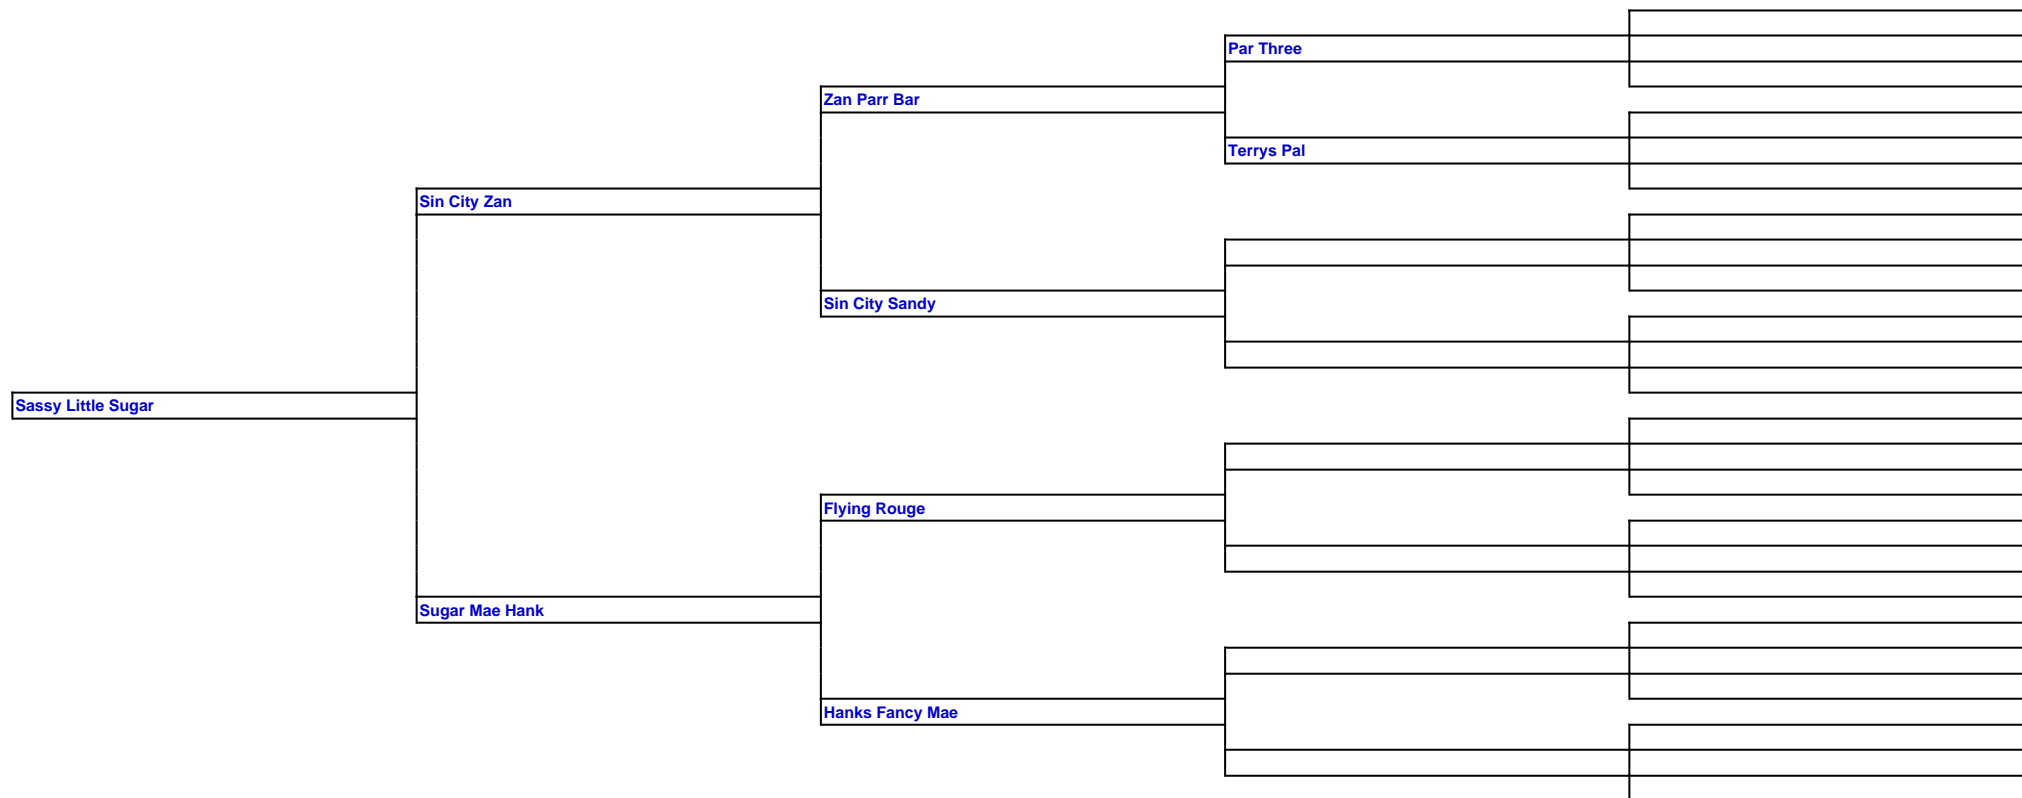 Par Three
Zan Parr Bar
Terrys Pal
Sin City Zan
Sin City Sandy
Sassy Little Sugar
Flying Rouge
Sugar Mae Hank
Hanks Fancy Mae